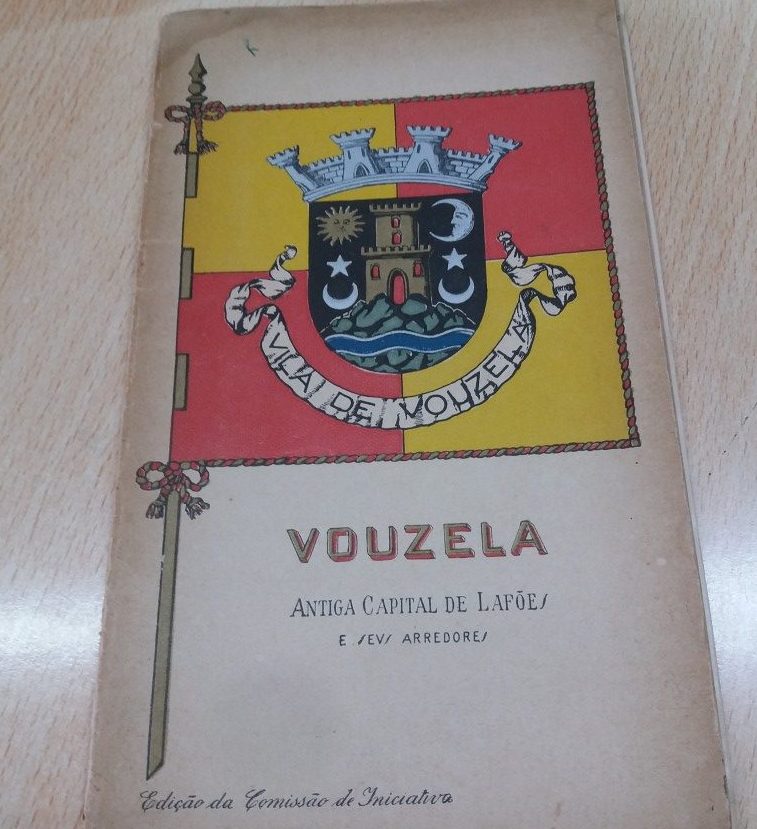 VILA DE VOUZELA
VOUZELA
ANTIGA CAPITAL DE LAFÕES
E SEUS ARREDORES
Edição da Comissão de Iniciativa